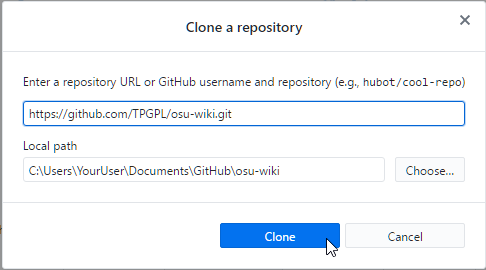 Clone a repository
Enter a repository URL or GitHub username and repository (e.g., hubot/cool-repo)
https://github.com/TPGPL/osu-wiki.git
Local path
C:\Users\YourUser\Documents\GitHub\osu-wiki
Choose...
Clone
Cancel